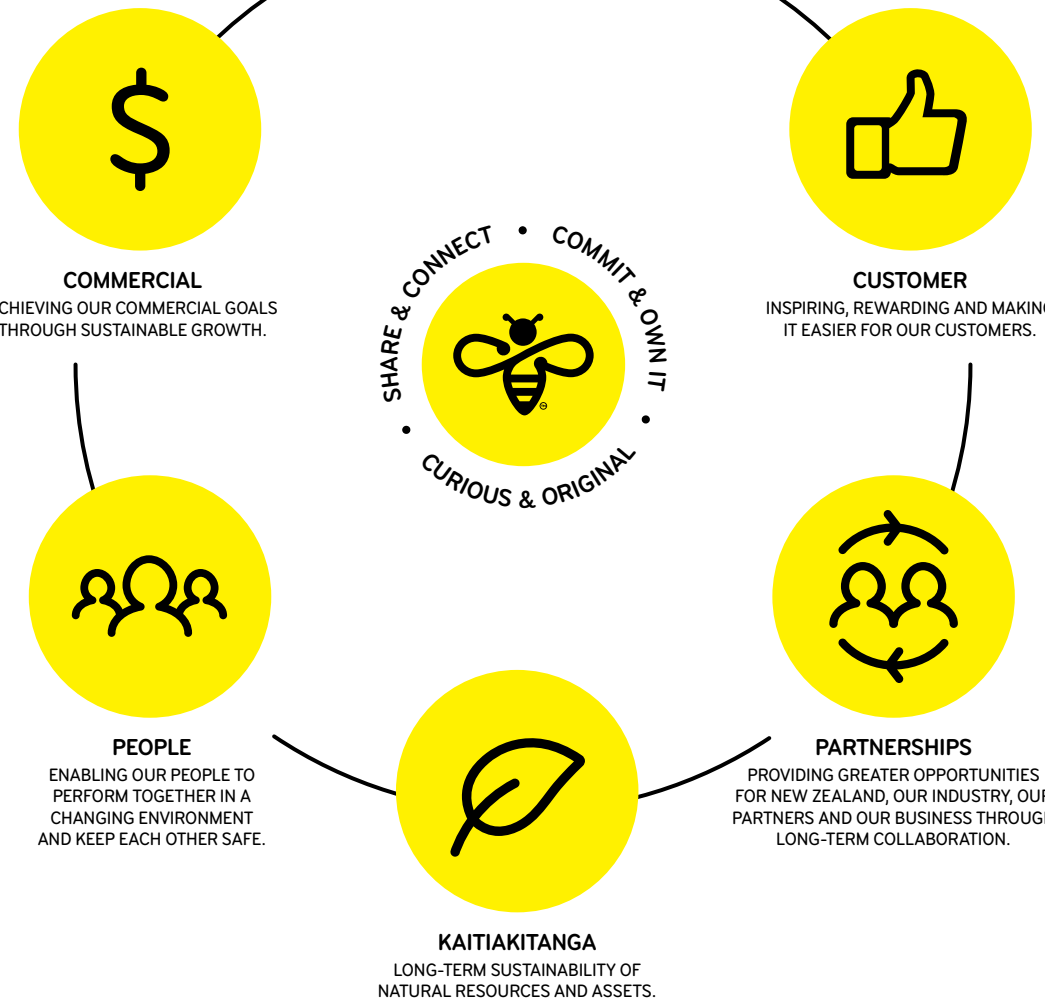 $
COMMERCIAL
CHIEVING OUR COMMERCIAL GOALS
THROUGH SUSTAINABLE GROWTH.
CUSTOMER
INSPIRING, REWARDING AND MAKING
IT EASIER FOR OUR CUSTOMERS.
SHARE & CONNECT • COMMIT & OWN IT • CURIOUS & ORIGINAL •
PEOPLE
ENABLING OUR PEOPLE TO
PERFORM TOGETHER IN A
CHANGING ENVIRONMENT
AND KEEP EACH OTHER SAFE.
PARTNERSHIPS
PROVIDING GREATER OPPORTUNITIES
FOR NEW ZEALAND, OUR INDUSTRY, OUR
PARTNERS AND OUR BUSINESS THROUGH
LONG-TERM COLLABORATION.
KAITIAKITANGA
LONG-TERM SUSTAINABILITY OF
NATURAL RESOURCES AND ASSETS.